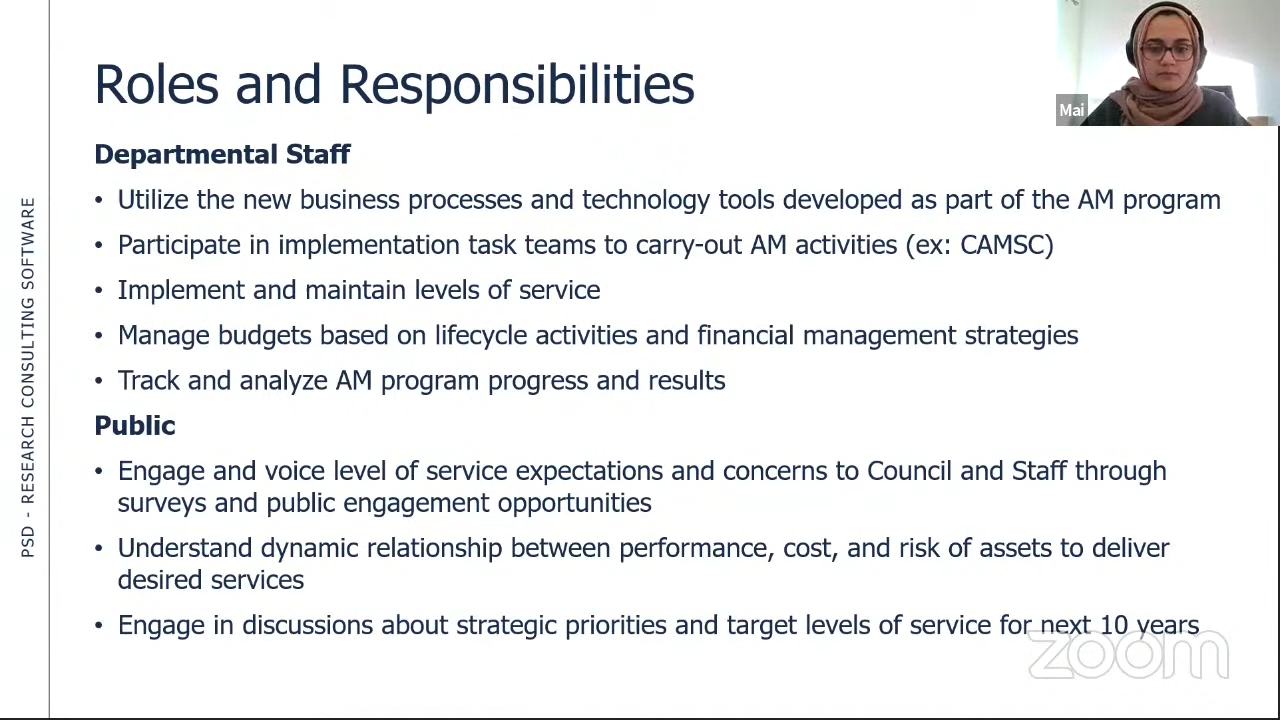 Roles and Responsibilities
Mai
Departmental Staff
• Utilize the new business processes and technology tools developed as part of the AM program
• Participate in implementation task teams to carry-out AM activities (ex: CAMSC)
• Implement and maintain levels of service
• Manage budgets based on lifecycle activities and financial management strategies
• Track and analyze AM program progress and results
Public
• Engage and voice level of service expectations and concerns to Council and Staff through
surveys and public engagement opportunities
• Understand dynamic relationship between performance, cost, and risk of assets to deliver
desired services
• Engage in discussions about strategic priorities and target levels of service for next 10 years
zoom
PSD - RESEARCH CONSULTING SOFTWARE